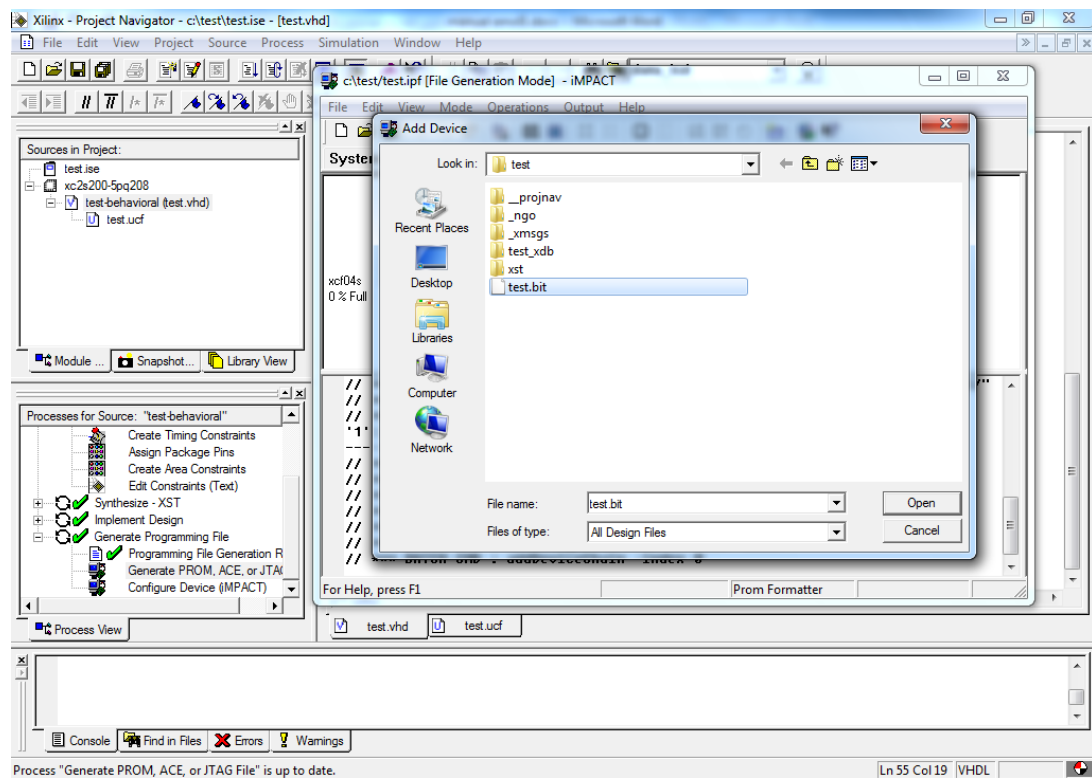 Xilinx - Project Navigator - c:\test\test.ise - [test.vhd]
File Edit View Project Source Process Simulation Window Help
c:\test/test.ipf [File Generation Mode] - iMPACT
File Edit View Mode Operations Output Help
Add Device
Look in: test
Sources in Project:
test.ise
xc2s200-5pq208
test-behavioral (test.vhd)
test.ucf
Module ... Snapshot... Library View
xcf04s
0 % Full
Recent Places
Desktop
Libraries
Computer
Network
__projnav
_ngo
_xmsgs
test_xdb
xst
test.bit
File name: test.bit Open
Files of type: All Design Files Cancel
Processes for Source: "test-behavioral"
Create Timing Constraints
Assign Package Pins
Create Area Constraints
Edit Constraints (Text)
Synthesize - XST
Implement Design
Generate Programming File
Programming File Generation R
Generate PROM, ACE, or JTA
Configure Device (iMPACT)
Process View
//
//
//
'1'
----
//
//
//
//
//
//
For Help, press F1 Prom Formatter
test.vhd test.ucf
Console Find in Files Errors Warnings
Process "Generate PROM, ACE, or JTAG File" is up to date. Ln 55 Col 19 VHDL